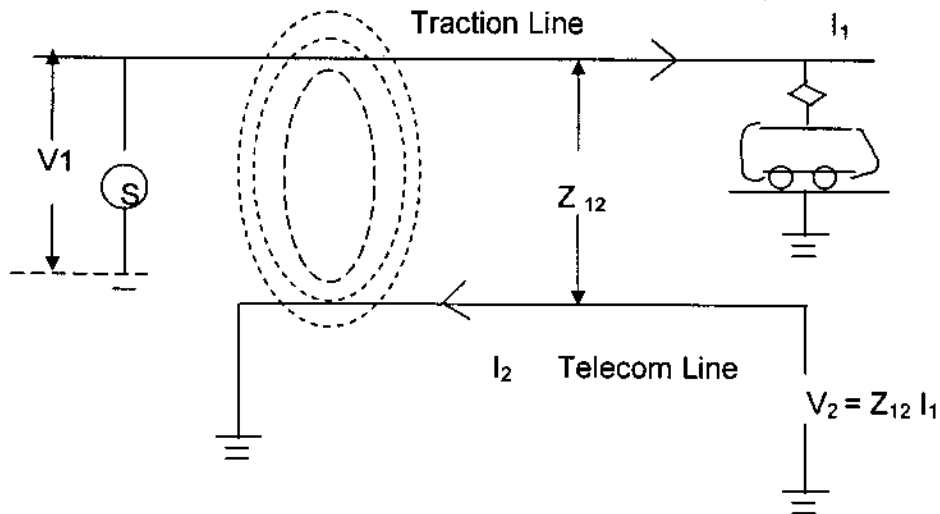 Traction Line
I₁
V1
S
Z ₁₂
I₂ Telecom Line
V₂ = Z₁₂ I₁